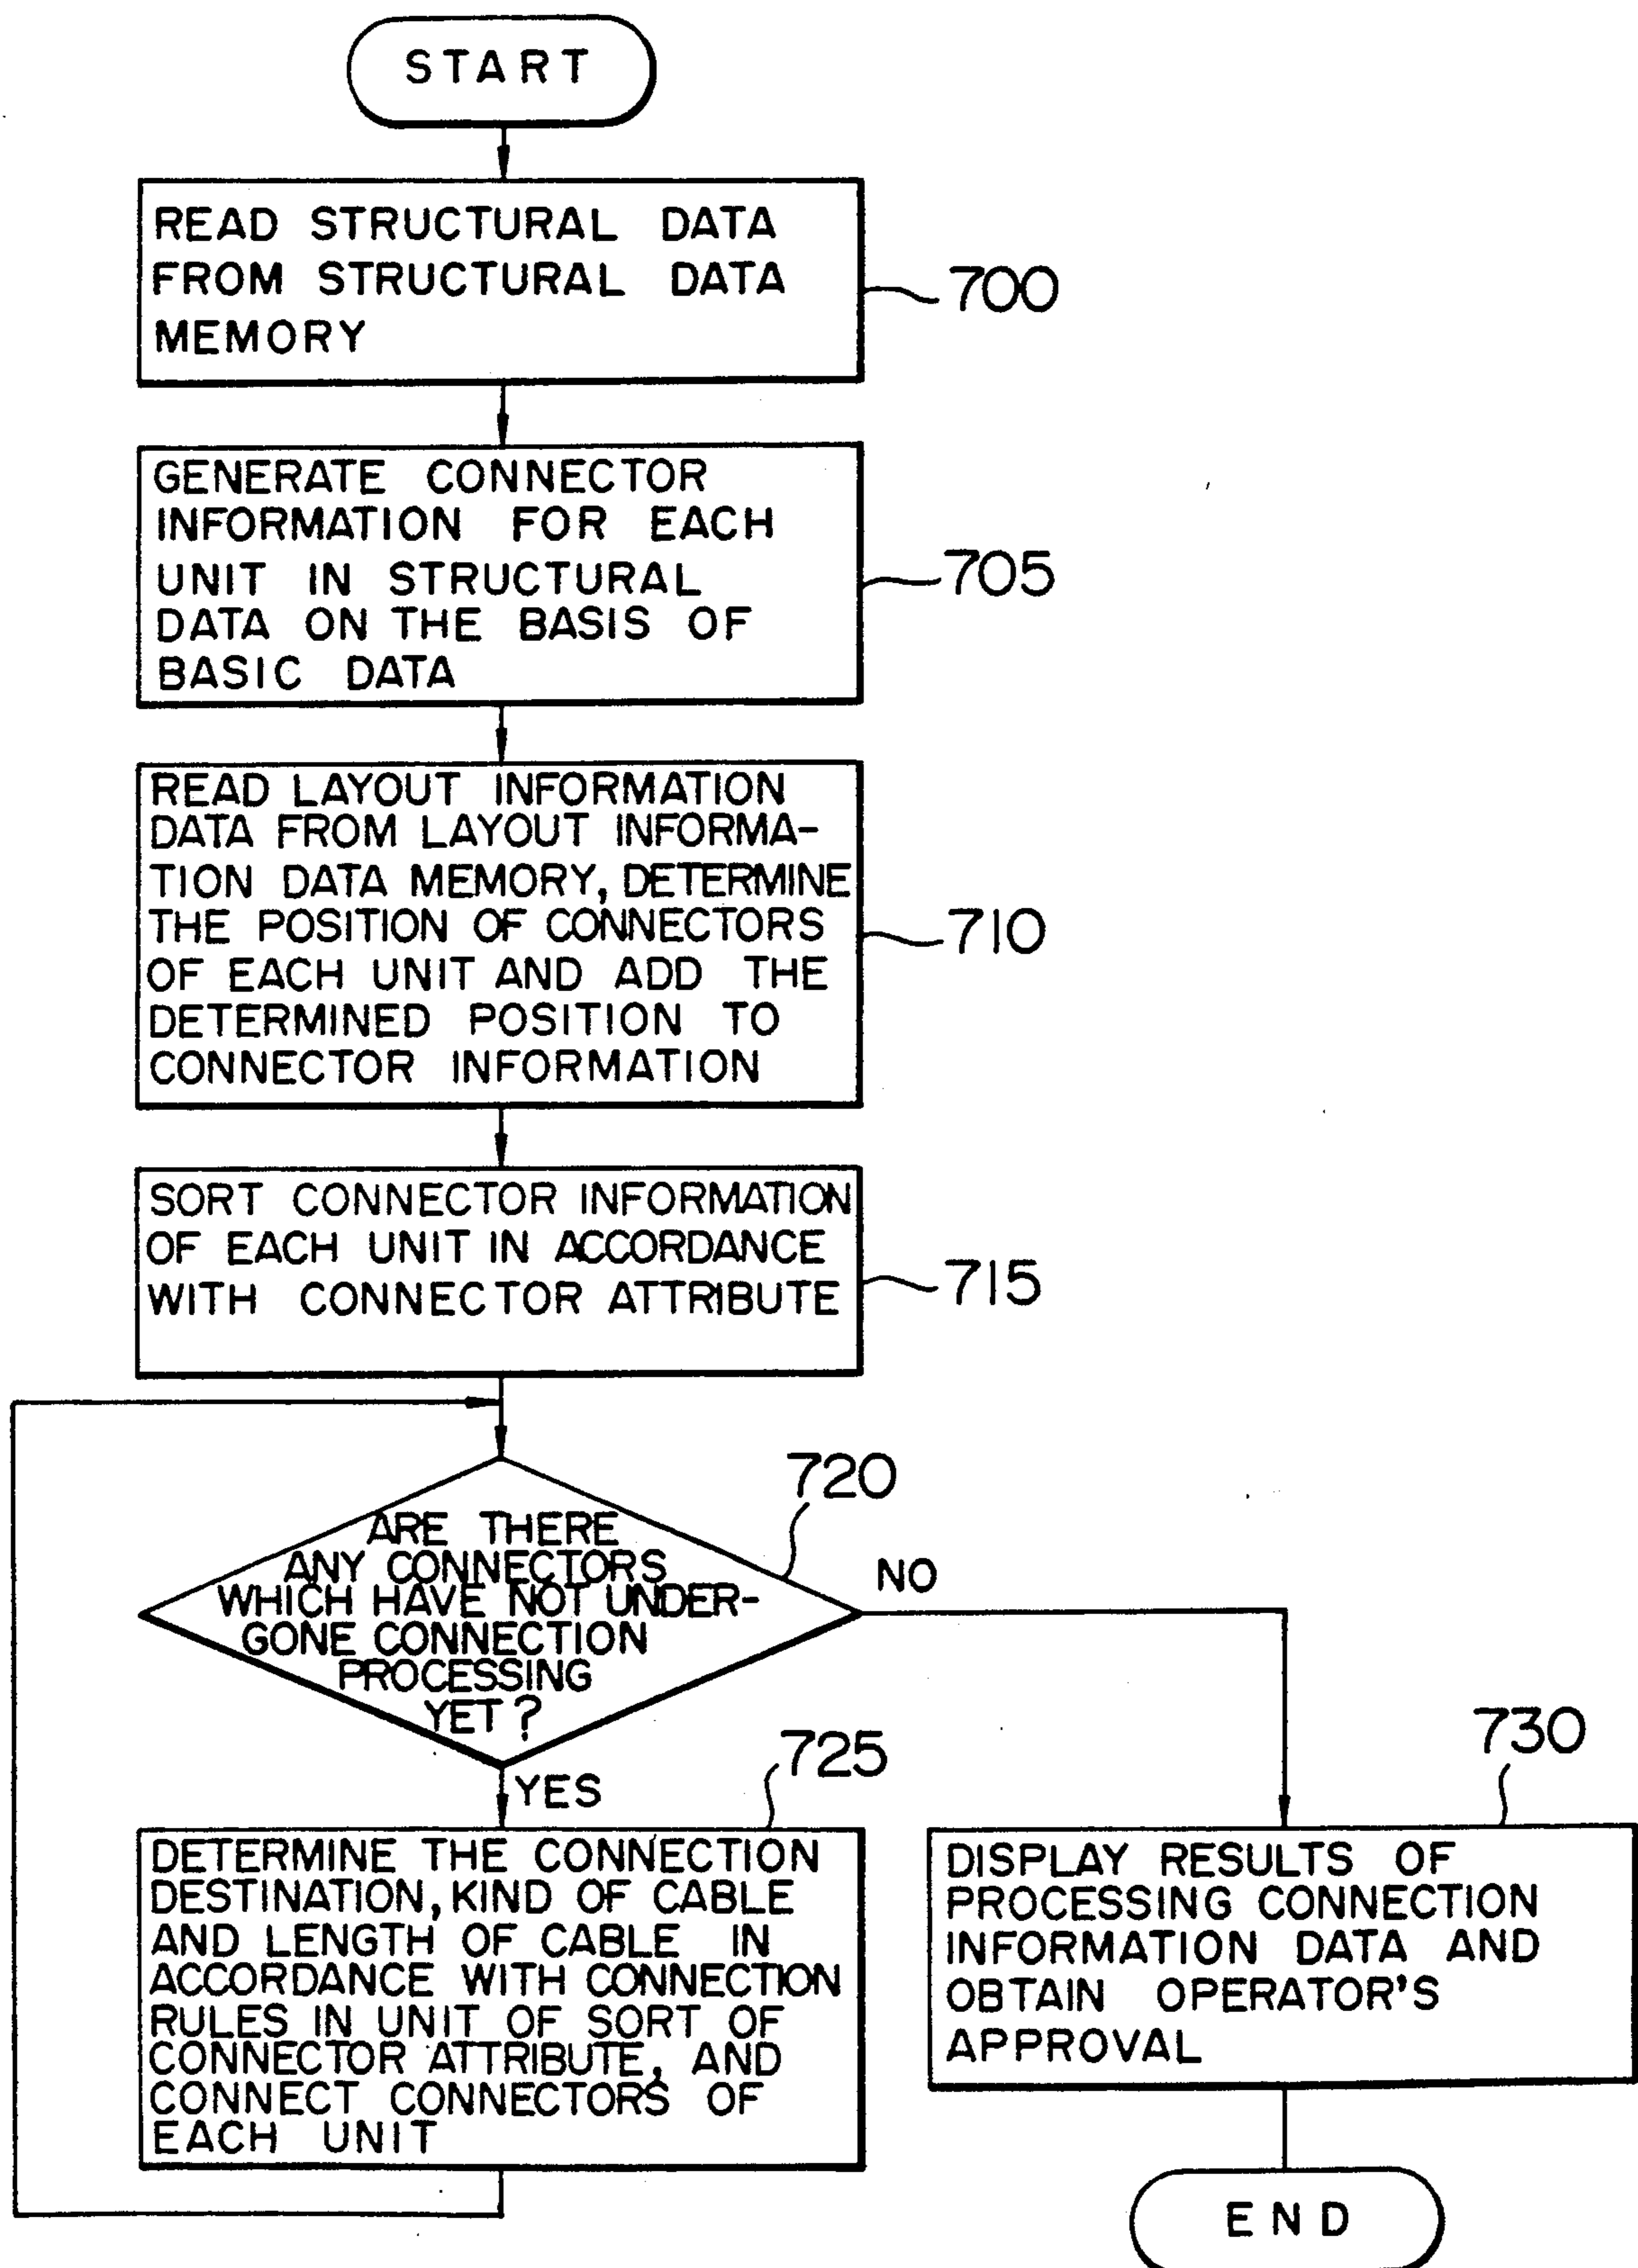 START
READ STRUCTURAL DATA
FROM STRUCTURAL DATA
MEMORY
700
GENERATE CONNECTOR
INFORMATION FOR EACH
UNIT IN STRUCTURAL
DATA ON THE BASIS OF
BASIC DATA
705
READ LAYOUT INFORMATION
DATA FROM LAYOUT INFORMA-
TION DATA MEMORY, DETERMINE
THE POSITION OF CONNECTORS
OF EACH UNIT AND ADD THE
DETERMINED POSITION TO
CONNECTOR INFORMATION
710
SORT CONNECTOR INFORMATION
OF EACH UNIT IN ACCORDANCE
WITH CONNECTOR ATTRIBUTE
715
720
ARE THERE
ANY CONNECTORS
WHICH HAVE NOT UNDER-
GONE CONNECTION
PROCESSING
YET?
NO
YES
725
DETERMINE THE CONNECTION
DESTINATION, KIND OF CABLE
AND LENGTH OF CABLE IN
ACCORDANCE WITH CONNECTION
RULES IN UNIT OF SORT OF
CONNECTOR ATTRIBUTE, AND
CONNECT CONNECTORS OF
EACH UNIT
730
DISPLAY RESULTS OF
PROCESSING CONNECTION
INFORMATION DATA AND
OBTAIN OPERATOR'S
APPROVAL
END